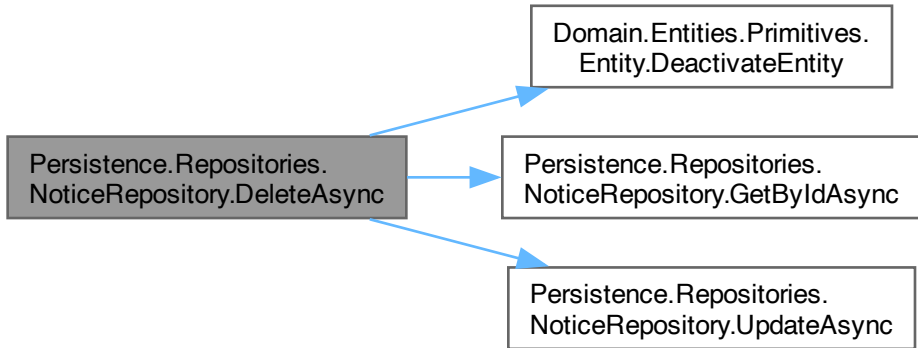 Domain.Entities.Primitives.
Entity.DeactivateEntity
Persistence.Repositories.
NoticeRepository.DeleteAsync
Persistence.Repositories.
NoticeRepository.GetByIdAsync
Persistence.Repositories.
NoticeRepository.UpdateAsync